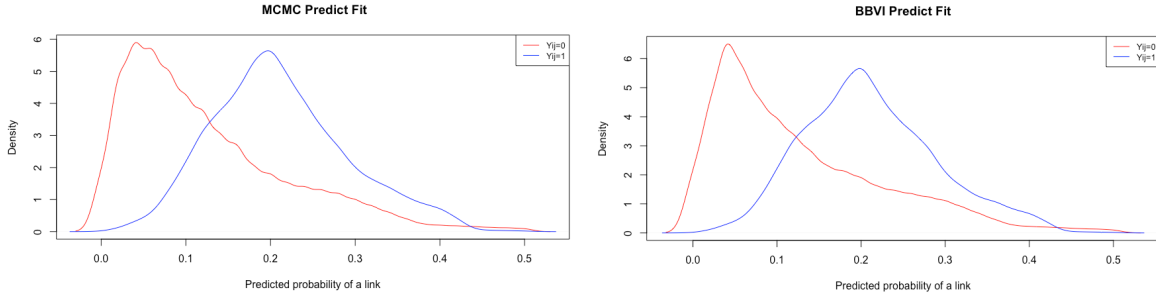 MCMC Predict Fit
Yij=0
Yij=1
Density
0 1 2 3 4 5 6
0.0 0.1 0.2 0.3 0.4 0.5
Predicted probability of a link
BBVI Predict Fit
Yij=0
Yij=1
Density
0 1 2 3 4 5 6
0.0 0.1 0.2 0.3 0.4 0.5
Predicted probability of a link